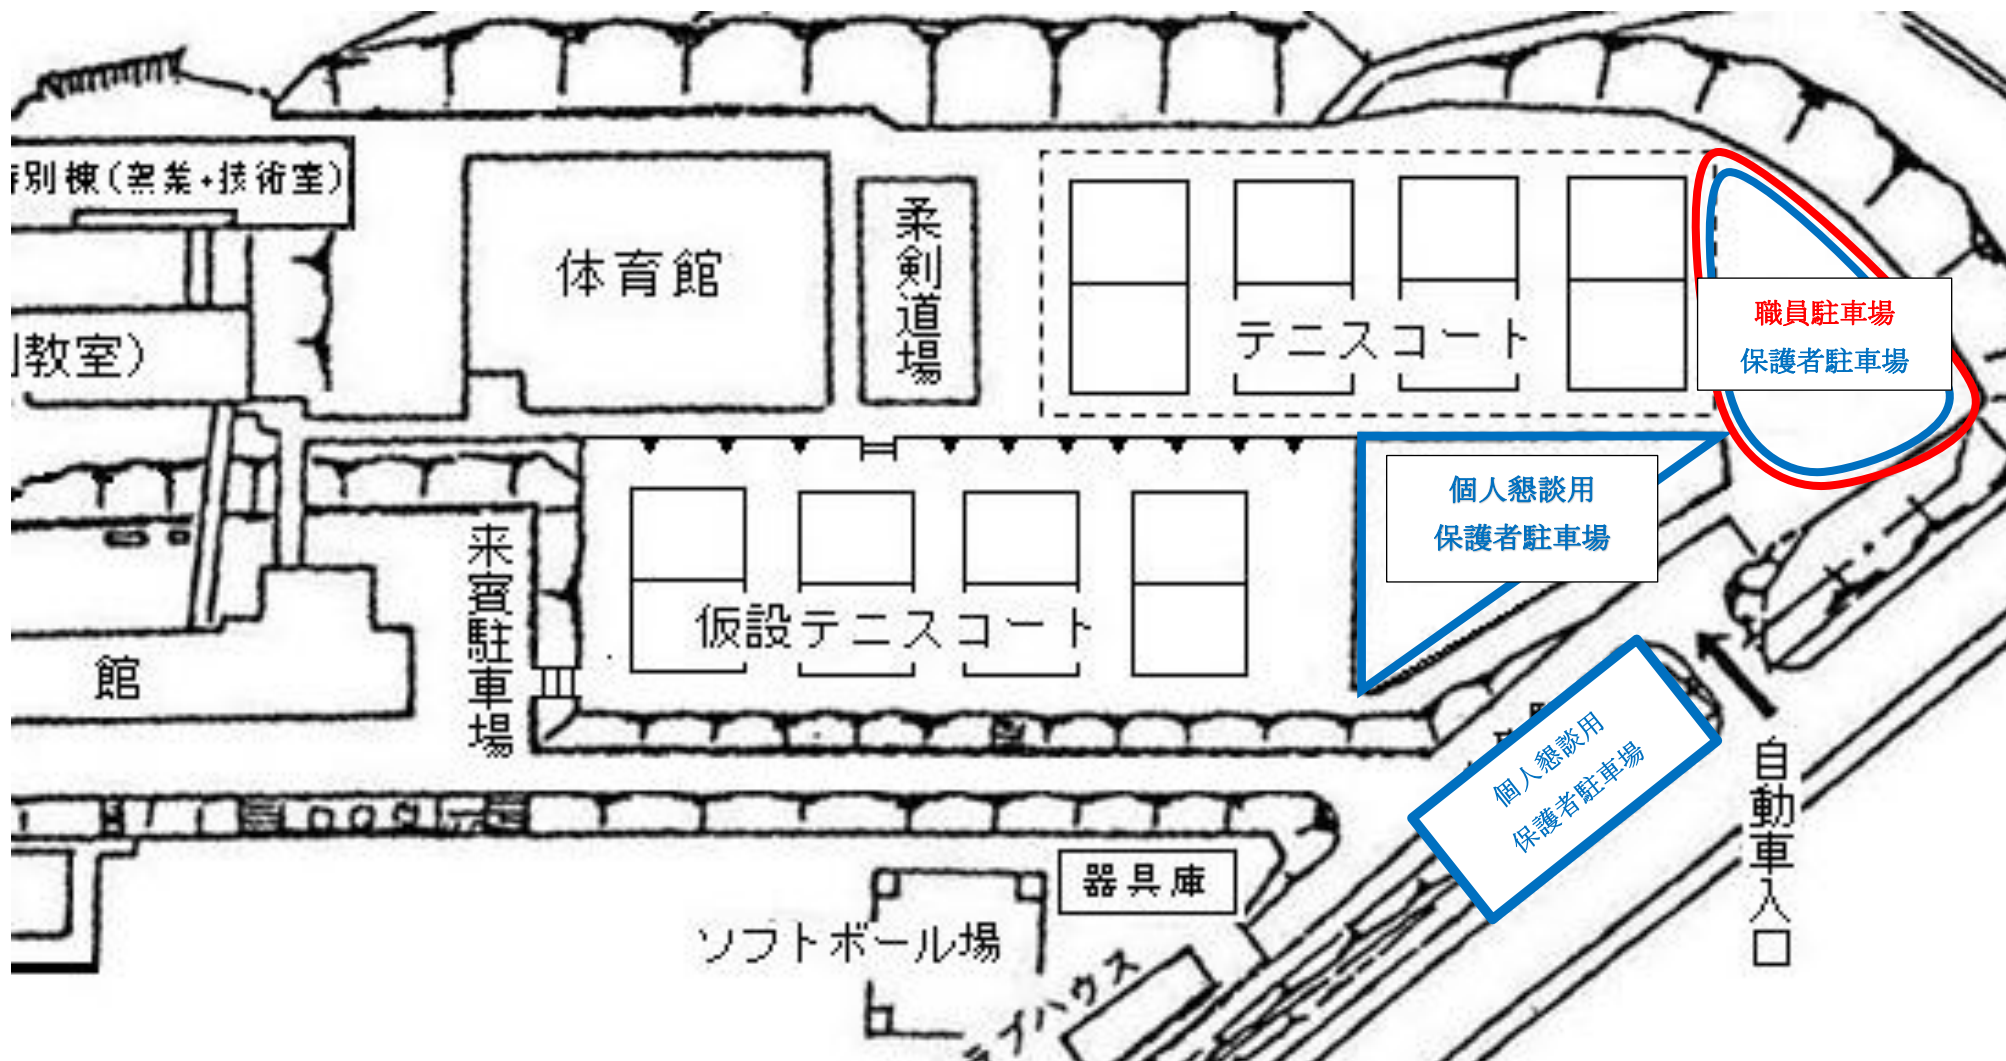 別棟(窯業・技術室)
体育館
柔剣道場
テニスコート
職員駐車場
保護者駐車場
教室)
個人懇談用
保護者駐車場
来賓駐車場
仮設テニスコート
館
個人懇談用
保護者駐車場
自動車入口
器具庫
ソフトボール場
イハウス